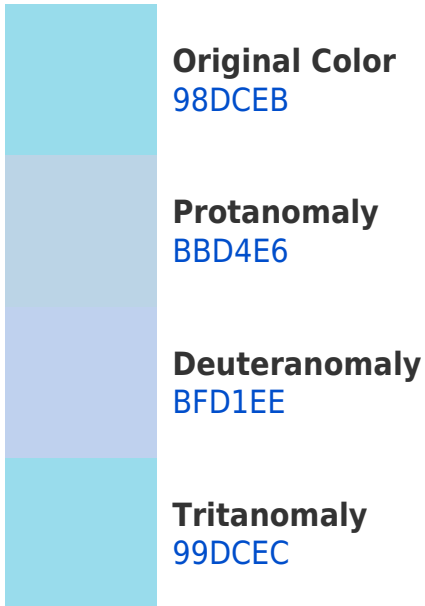 Original Color
98DCEB
Protanomaly
BBD4E6
Deuteranomaly
BFD1EE
Tritanomaly
99DCEC